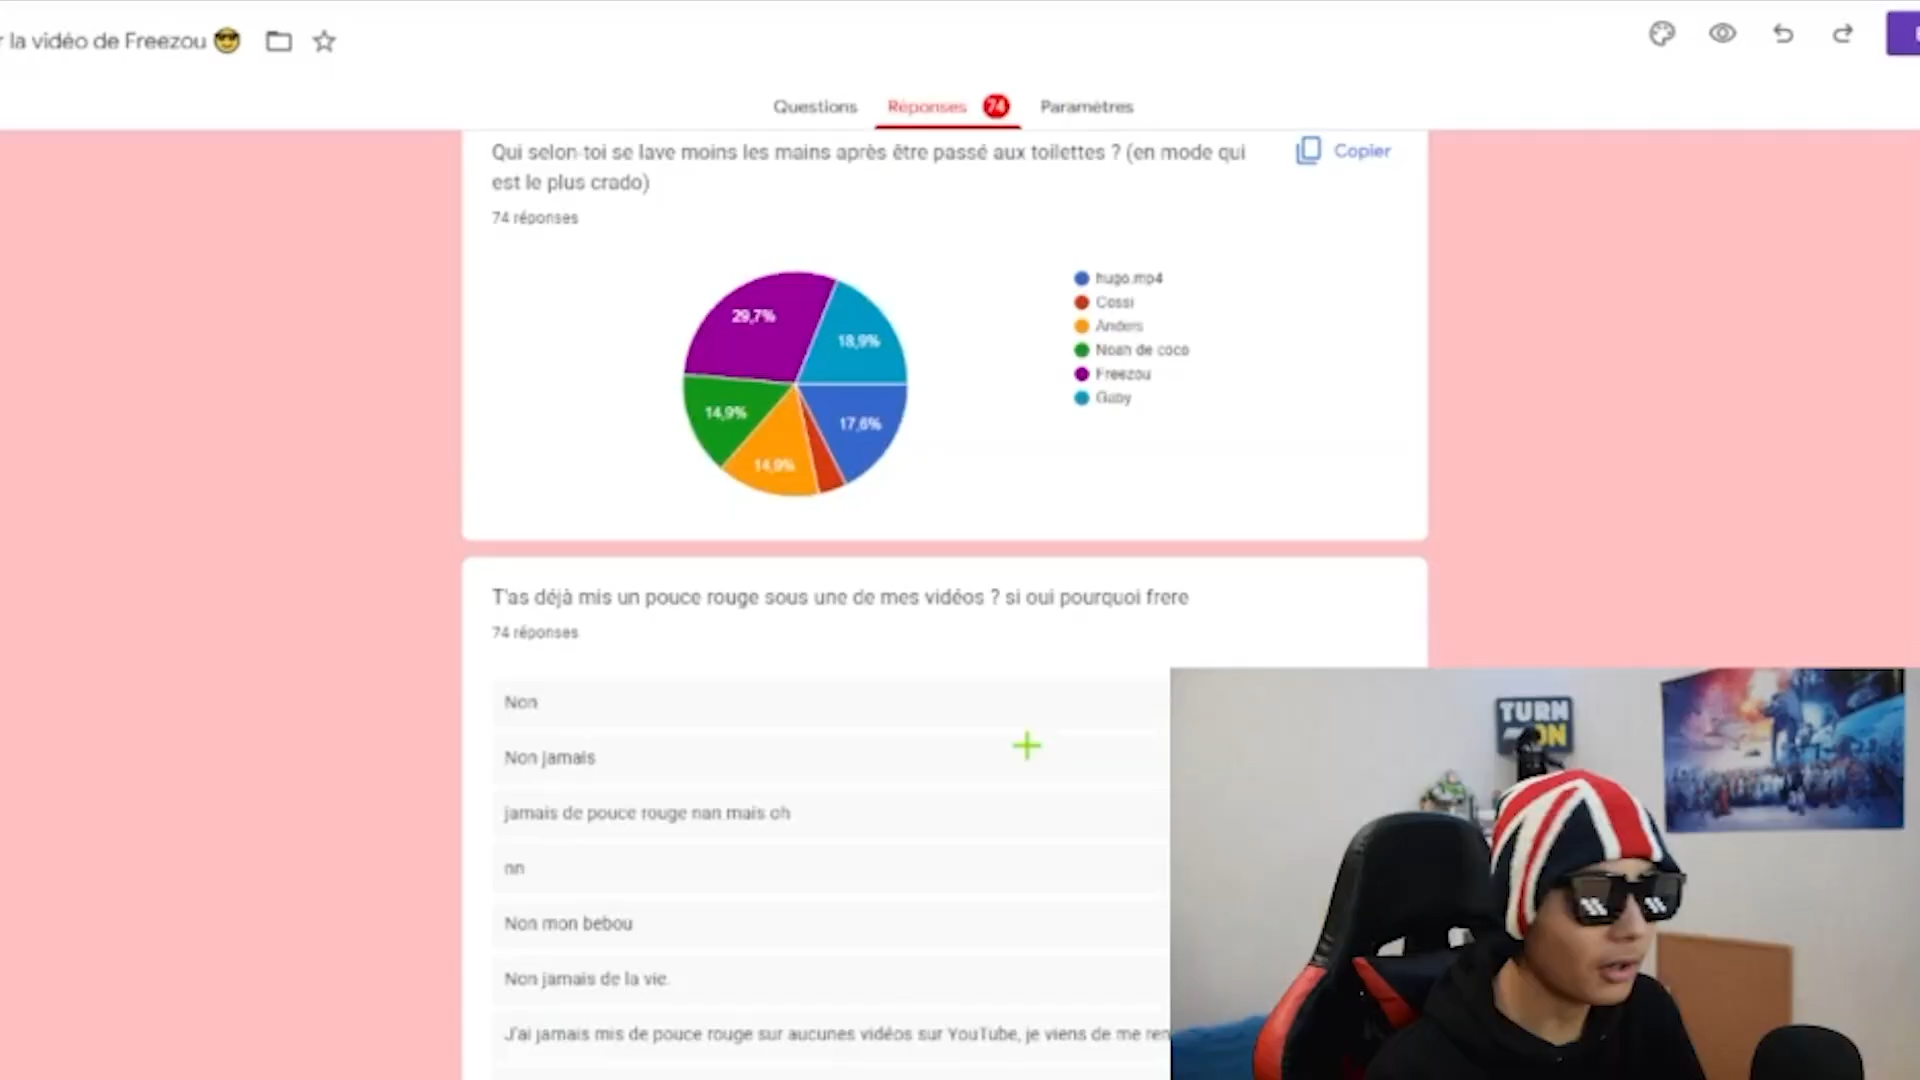 r la vidéo de Freezou 😎
Questions Réponses 74 Paramètres
Qui selon-toi se lave moins les mains après être passé aux toilettes ? (en mode qui
est le plus crado)
Copier
74 réponses
29,7%
18,9%
14,9%
17,6%
14,9%
hugo.mp4
Cossi
Anders
Noah de coco
Freezou
Gaby
T'as déjà mis un pouce rouge sous une de mes vidéos ? si oui pourquoi frere
74 réponses
Non
Non jamais
jamais de pouce rouge nan mais oh
nn
Non mon bebou
Non jamais de la vie.
J'ai jamais mis de pouce rouge sur aucunes vidéos sur YouTube, je viens de me ren
TURN
ON